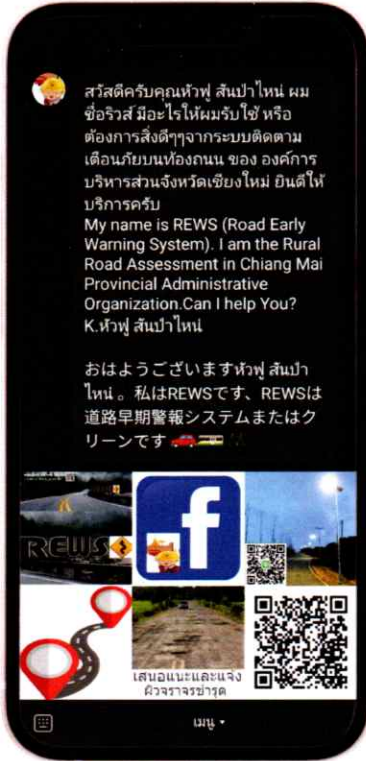 สวัสดีครับคุณหัวฟู สันป่าไหน่ ผม
ชื่อริวส์ มีอะไรให้ผมรับใช้ หรือ
ต้องการสิ่งดีๆๆจากระบบติดตาม
เตือนภัยบนท้องถนน ของ องค์การ
บริหารส่วนจังหวัดเชียงใหม่ ยินดีให้
บริการครับ
My name is REWS (Road Early
Warning System). I am the Rural
Road Assessment in Chiang Mai
Provincial Administrative
Organization.Can I help You?
K.หัวฟู สันป่าไหน่
おはようございますหัวฟู สันป่า
ไหน่ 。私はREWSです、REWSは
道路早期警報システムまたはク
リーンです
REWS
f
เสนอแนะและแจ้ง
ผิวจราจรชำรุด
เมนู